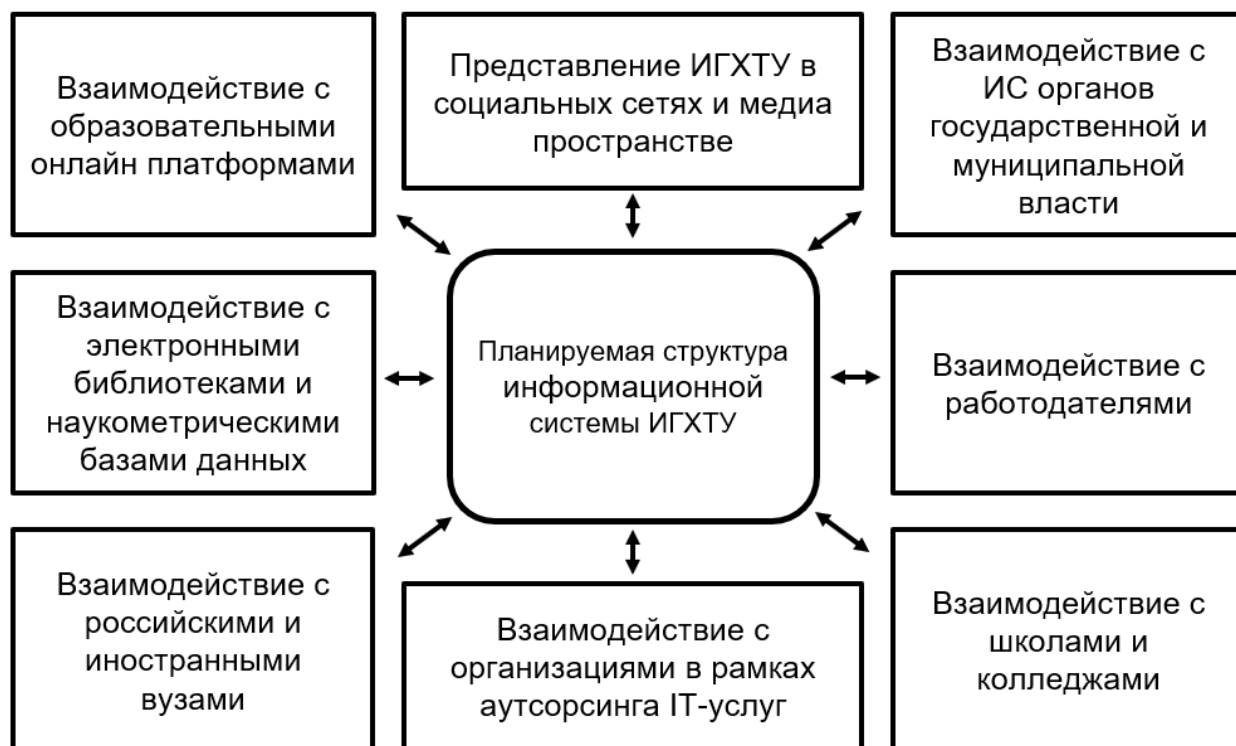 Взаимодействие с
образовательными
онлайн платформами
Представление ИГХТУ в
социальных сетях и медиа
пространстве
Взаимодействие с
ИС органов
государственной и
муниципальной
власти
Взаимодействие с
электронными
библиотеками и
наукометрическими
базами данных
Планируемая структура
информационной
системы ИГХТУ
Взаимодействие с
работодателями
Взаимодействие с
российскими и
иностранными
вузами
Взаимодействие с
организациями в рамках
аутсорсинга IT-услуг
Взаимодействие с
школами и
колледжами